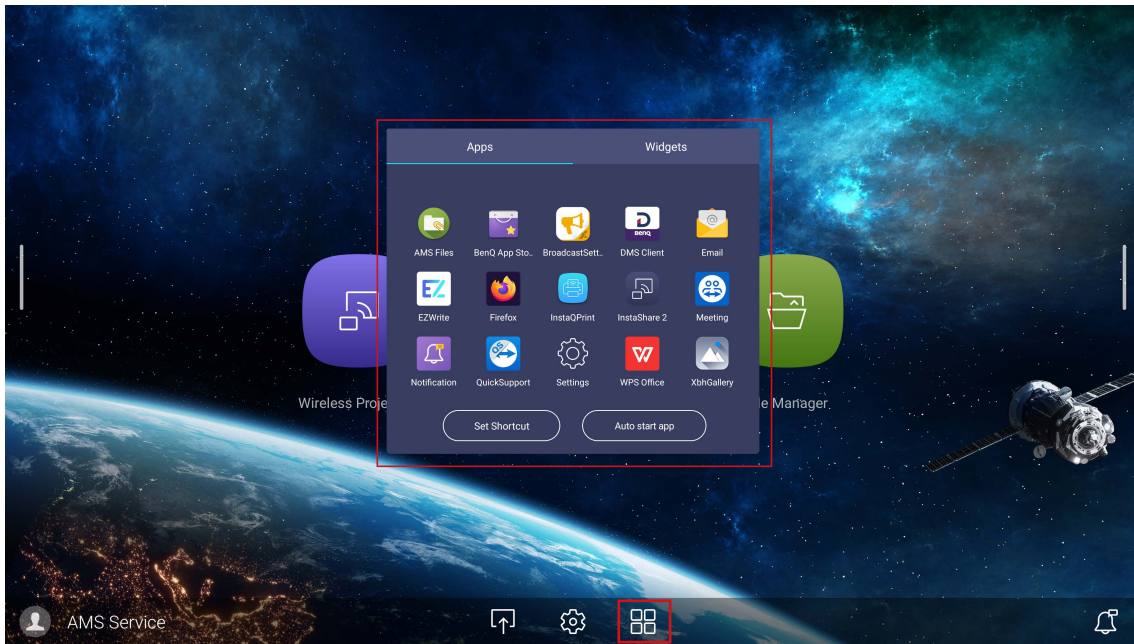 Apps Widgets
AMS Files BenQ App Sto.. BroadcastSett.. DMS Client Email
EZWrite Firefox InstaQPrint InstaShare 2 Meeting
Notification QuickSupport Settings WPS Office XbhGallery
Wireless Proje
e Manager
Set Shortcut Auto start app
AMS Service